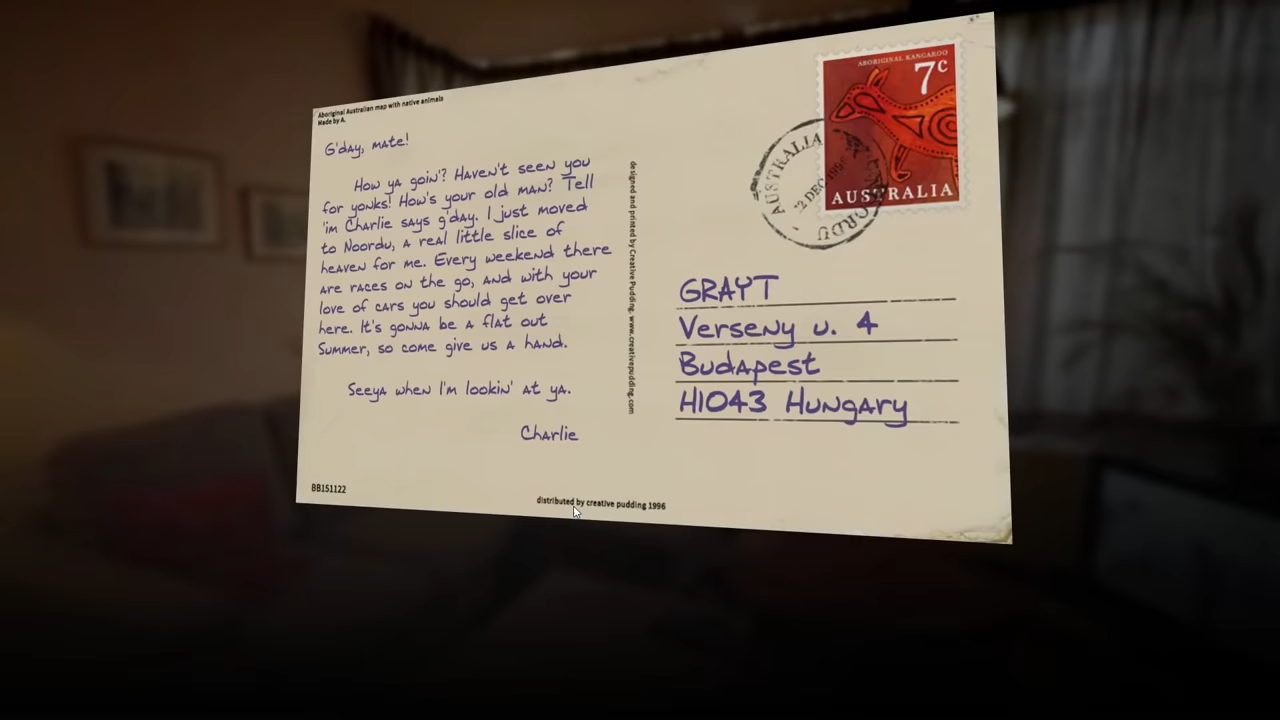 Aboriginal Australian map with native animals
Made by A.
G'day, mate!
How ya goin'? Haven't seen you
for yonks! How's your old man? Tell
'im Charlie says g'day. I just moved
to Noordu, a real little slice of
heaven for me. Every weekend there
are races on the go, and with your
love of cars you should get over
here. It's gonna be a flat out
Summer, so come give us a hand.
Seeya when I'm lookin' at ya.
Charlie
BB151122
distributed by creative pudding 1996
designed and printed by Creative Pudding, www.creativepudding.com
ABORIGINAL KANGAROO
7c
AUSTRALIA
AUSTRALIA
DEC
GRAYT
Verseny u. 4
Budapest
H1043 Hungary